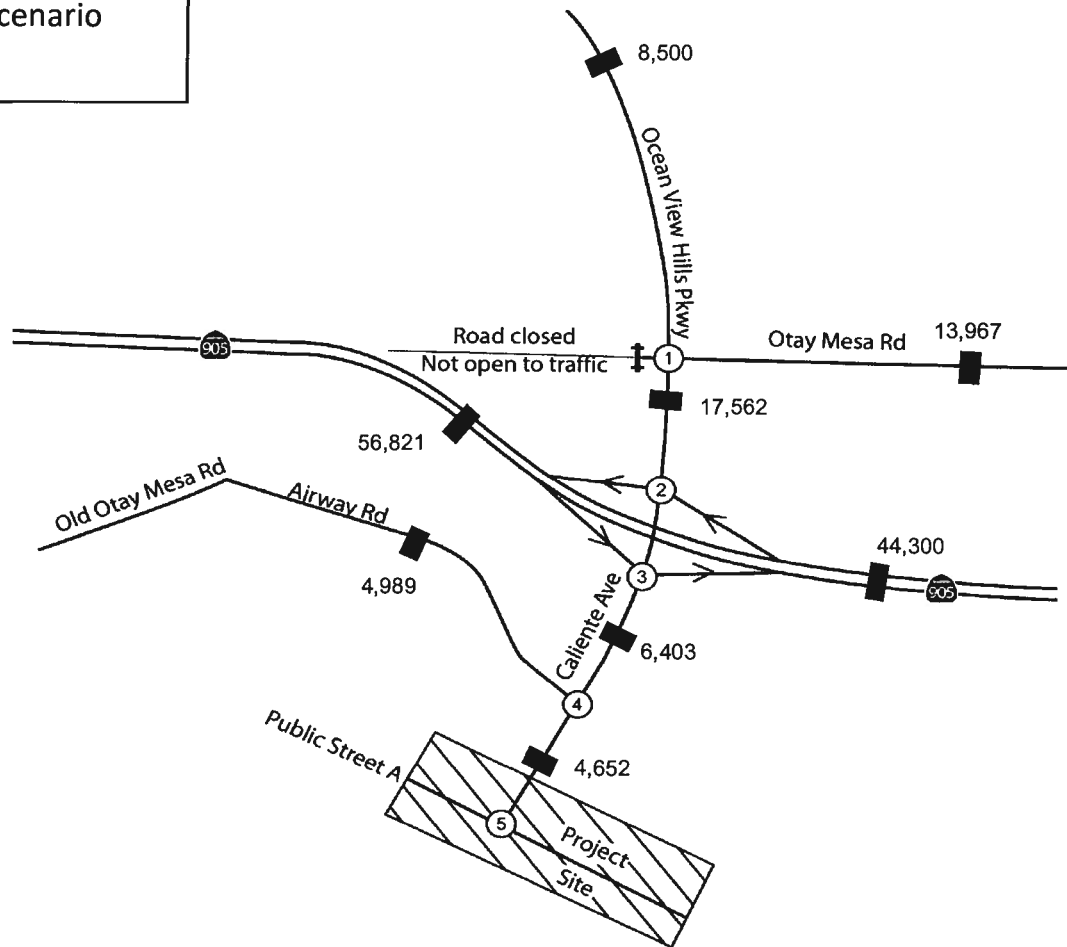 cenario
8,500
Ocean View Hills Pkwy
Road closed
Not open to traffic
1
Otay Mesa Rd
13,967
905
17,562
56,821
2
Old Otay Mesa Rd
Airway Rd
44,300
905
3
4,989
Caliente Ave
6,403
4
Public Street A
4,652
5
Project
Site